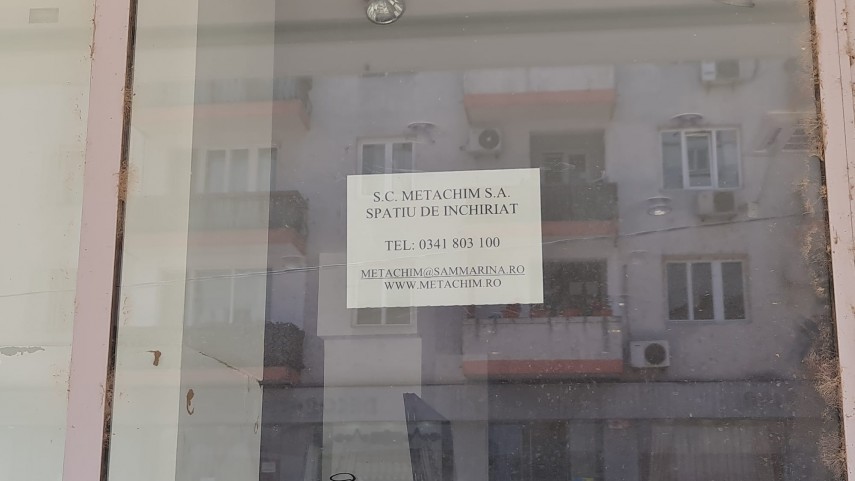 S.C. METACHIM S.A.
SPATIU DE INCHIRIAT
TEL: 0341 803 100
METACHIM@SAMMARINA.RO
WWW.METACHIM.RO